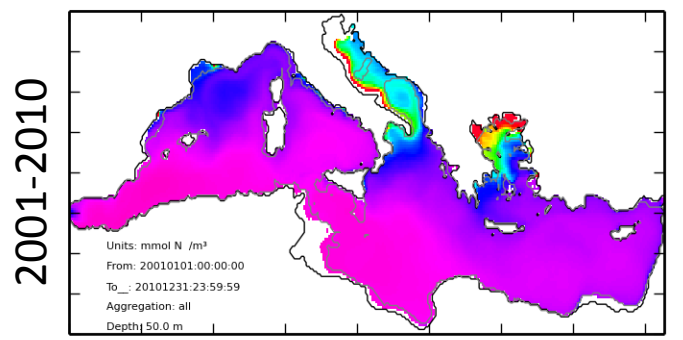 2001-2010
Units: mmol N /m³
From: 20010101:00:00:00
To__: 20101231:23:59:59
Aggregation: all
Depth: 50.0 m